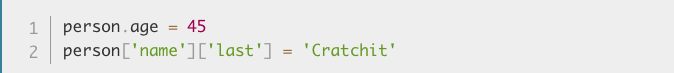 1 person.age = 45
2 person['name']['last'] = 'Cratchit'